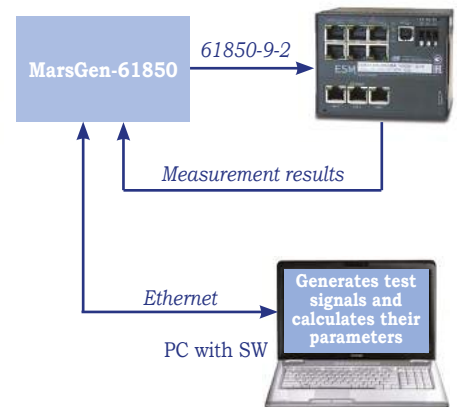 MarsGen-61850
61850-9-2
ESM
Measurement results
Ethernet
PC with SW
Generates test
signals and
calculates their
parameters